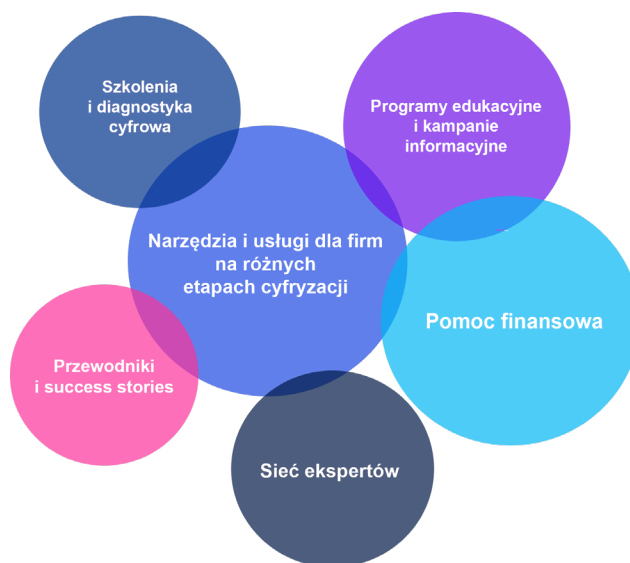 Szkolenia
i diagnostyka
cyfrowa
Programy edukacyjne
i kampanie
informacyjne
Narzędzia i usługi dla firm
na różnych
etapach cyfryzacji
Pomoc finansowa
Przewodniki
i success stories
Sieć ekspertów